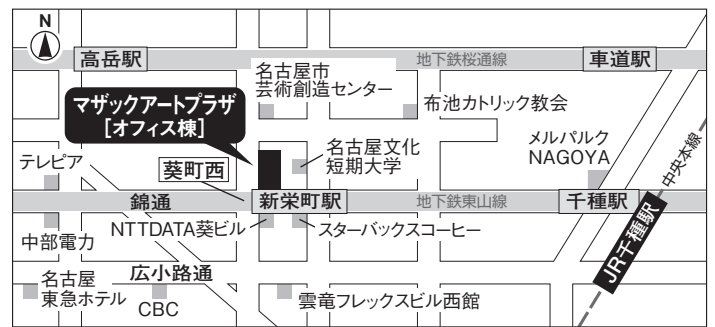 N
高岳駅
地下鉄桜通線
車道駅
名古屋市
芸術創造センター
布池カトリック教会
マザックアートプラザ
[オフィス棟]
名古屋文化
短期大学
メルパルク
NAGOYA
中央本線
テレピア
葵町西
錦通
新栄町駅
地下鉄東山線
千種駅
中部電力
NTTDATA葵ビル
スターバックスコーヒー
JR千種駅
広小路通
名古屋
東急ホテル
CBC
雲竜フレックスビル西館